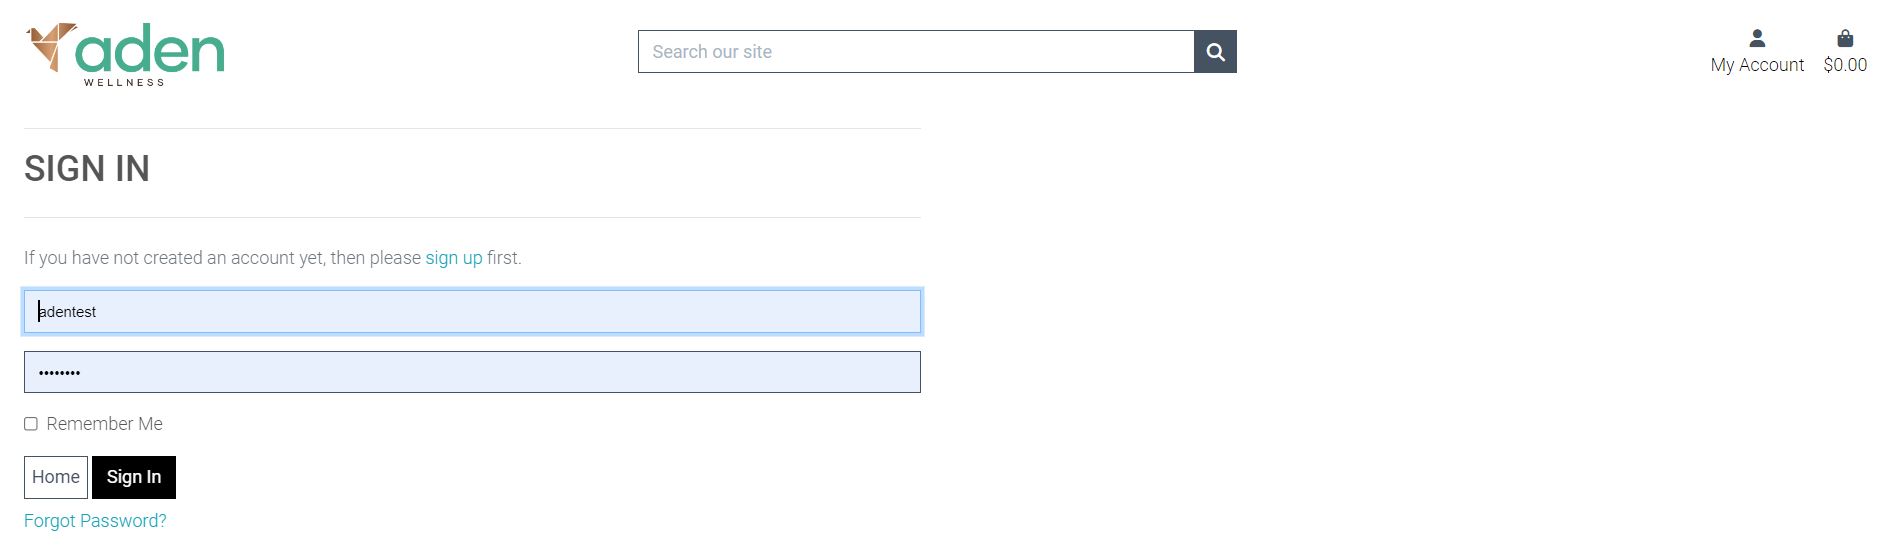 aden
WELLNESS
Search our site
My Account
$0.00
SIGN IN
If you have not created an account yet, then please sign up first.
adentest
••••••••
Remember Me
Home
Sign In
Forgot Password?